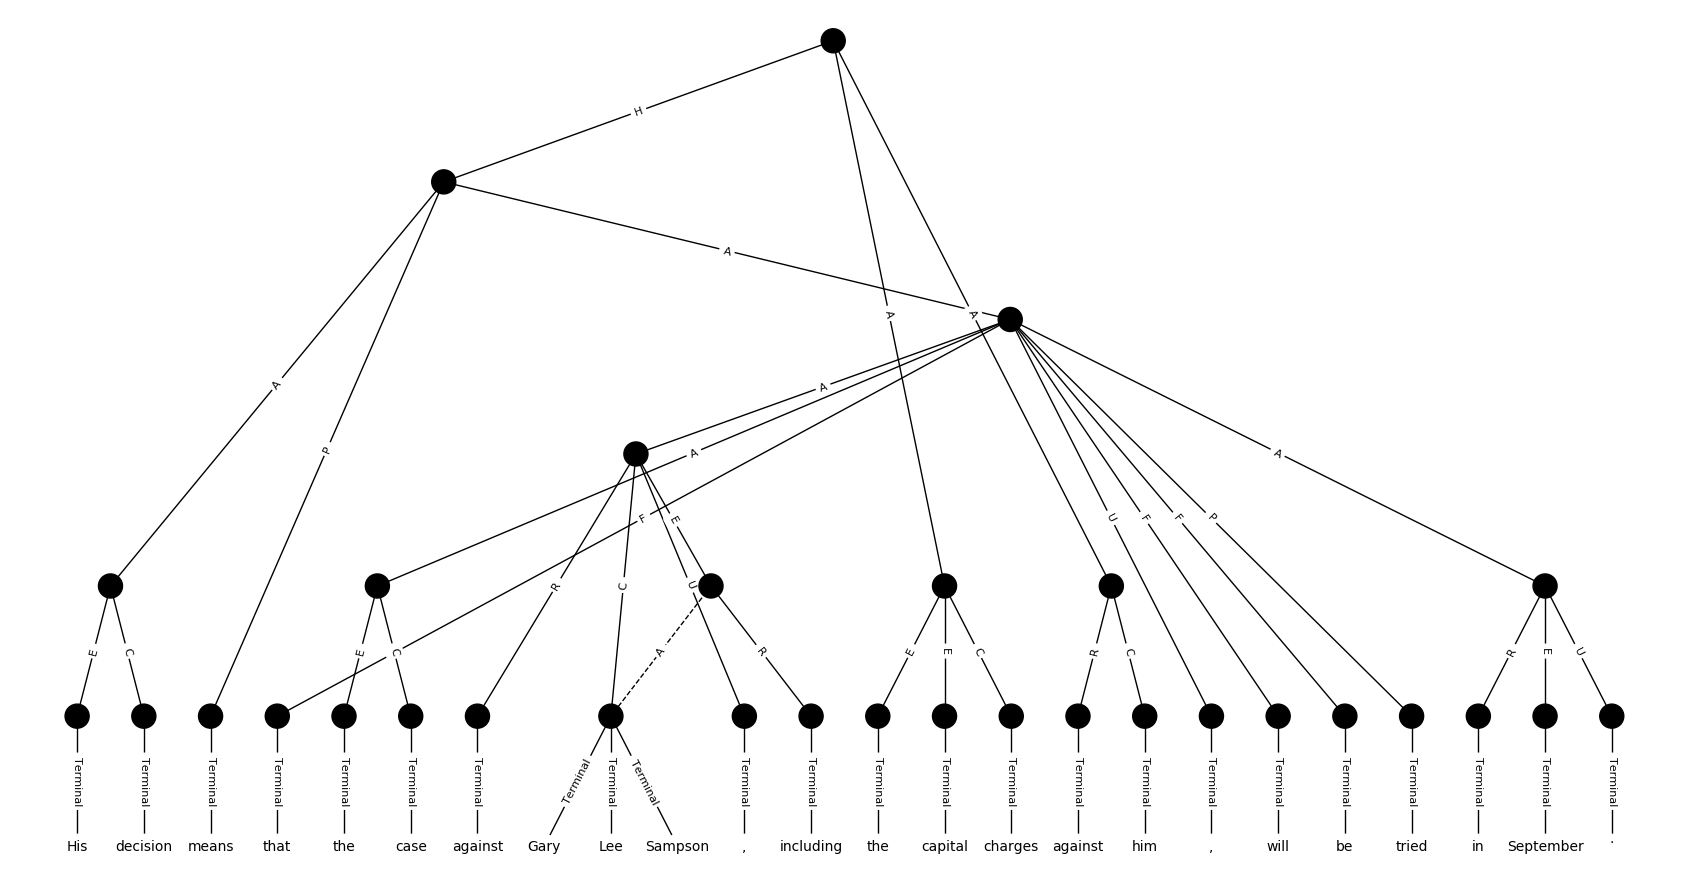 H
A
A
A
A
A
A
P
A
A
F
E
U
F
F
P
R
C
U
E
C
E
C
A
R
E
E
C
R
C
R
E
U
Terminal Terminal Terminal Terminal Terminal Terminal Terminal Terminal Terminal Terminal Terminal Terminal Terminal Terminal Terminal Terminal Terminal Terminal Terminal Terminal Terminal Terminal Terminal Terminal
His decision means that the case against Gary Lee Sampson , including the capital charges against him , will be tried in September .